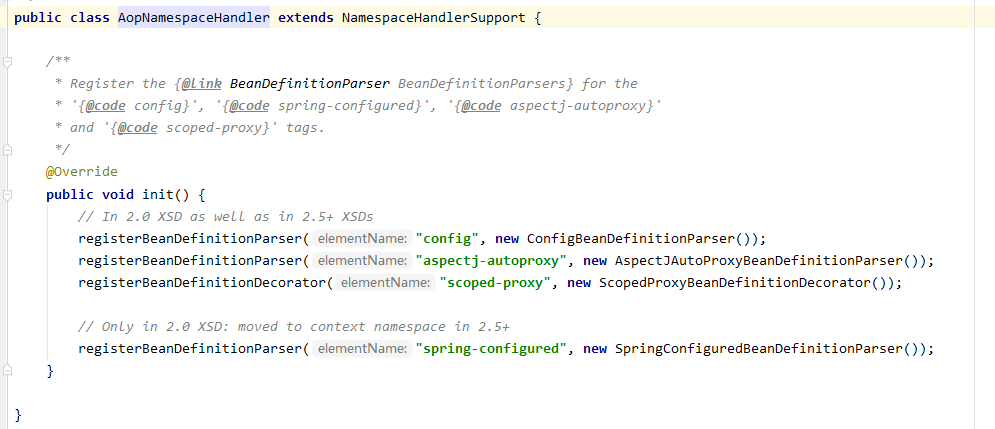 public class AopNamespaceHandler extends NamespaceHandlerSupport {
/**
* Register the {@link BeanDefinitionParser BeanDefinitionParsers} for the
* '{@code config}', '{@code spring-configured}', '{@code aspectj-autoproxy}'
* and '{@code scoped-proxy}' tags.
*/
@Override
public void init() {
// In 2.0 XSD as well as in 2.5+ XSDs
registerBeanDefinitionParser( elementName: "config", new ConfigBeanDefinitionParser());
registerBeanDefinitionParser( elementName: "aspectj-autoproxy", new AspectJAutoProxyBeanDefinitionParser());
registerBeanDefinitionDecorator( elementName: "scoped-proxy", new ScopedProxyBeanDefinitionDecorator());
// Only in 2.0 XSD: moved to context namespace in 2.5+
registerBeanDefinitionParser( elementName: "spring-configured", new SpringConfiguredBeanDefinitionParser());
}
}